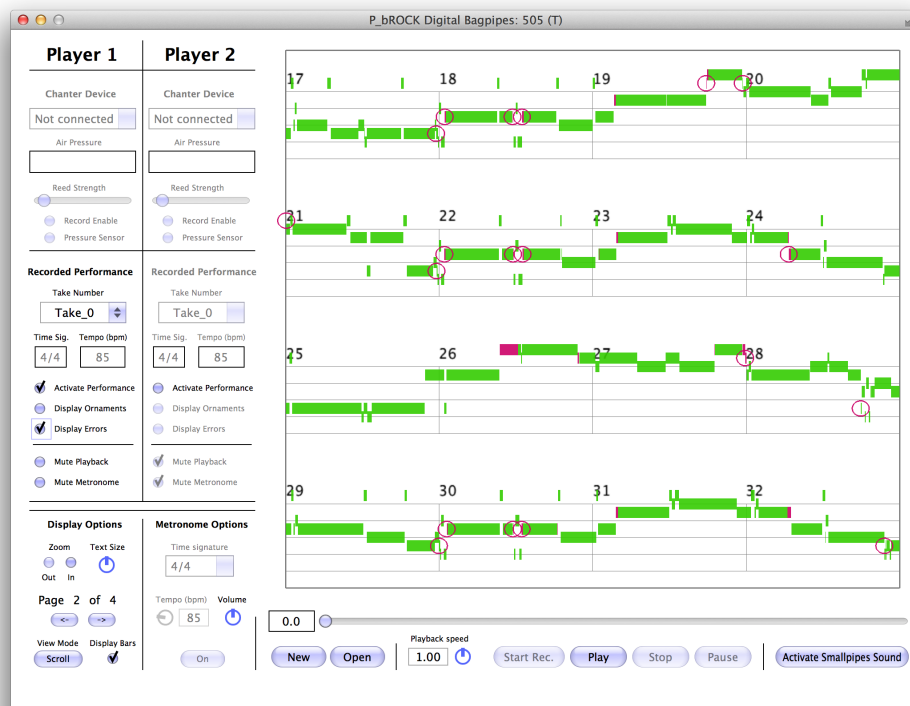 P_bROCK Digital Bagpipes: 505 (T)
Player 1
Player 2
Chanter Device
Chanter Device
Not connected
Not connected
Air Pressure
Air Pressure
Reed Strength
Reed Strength
Record Enable
Record Enable
Pressure Sensor
Pressure Sensor
Recorded Performance
Recorded Performance
Take Number
Take Number
Take_0
Take_0
Time Sig. Tempo (bpm)
Time Sig. Tempo (bpm)
4/4 85
4/4 85
Activate Performance
Activate Performance
Display Ornaments
Display Ornaments
Display Errors
Display Errors
Mute Playback
Mute Playback
Mute Metronome
Mute Metronome
Display Options
Metronome Options
Zoom Text Size
Out In
Time signature
4/4
Page 2 of 4
<- ->
Tempo (bpm) Volume
85
View Mode Display Bars
Scroll
On
17 18 19 20
21 22 23 24
25 26 27 28
29 30 31 32
0.0
Playback speed
New Open 1.00 Start Rec. Play Stop Pause Activate Smallpipes Sound